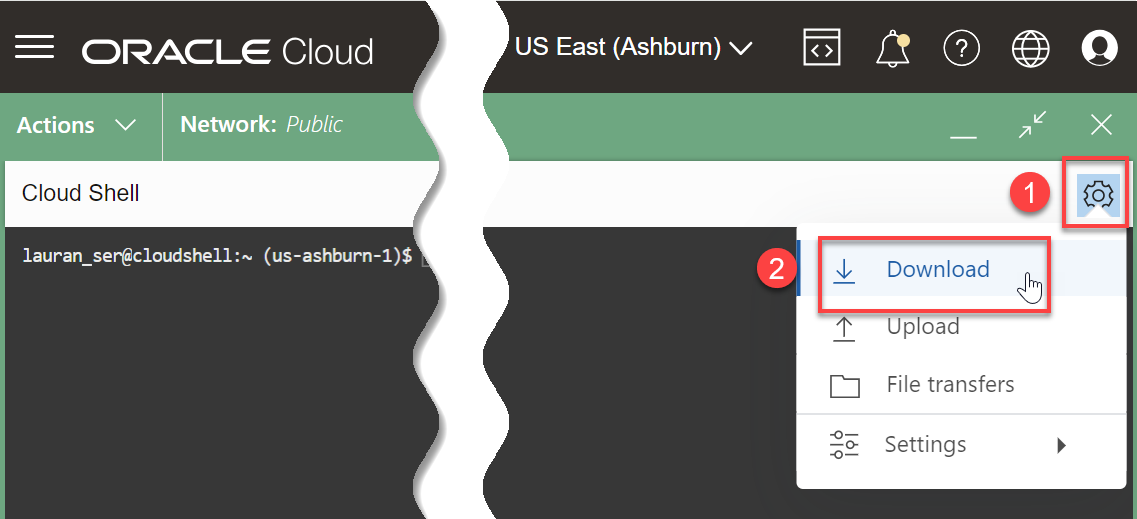 ORACLE Cloud
US East (Ashburn)
Actions
Network: Public
Cloud Shell
1
lauran_ser@cloudshell:~ (us-ashburn-1)$
2
Download
Upload
File transfers
Settings